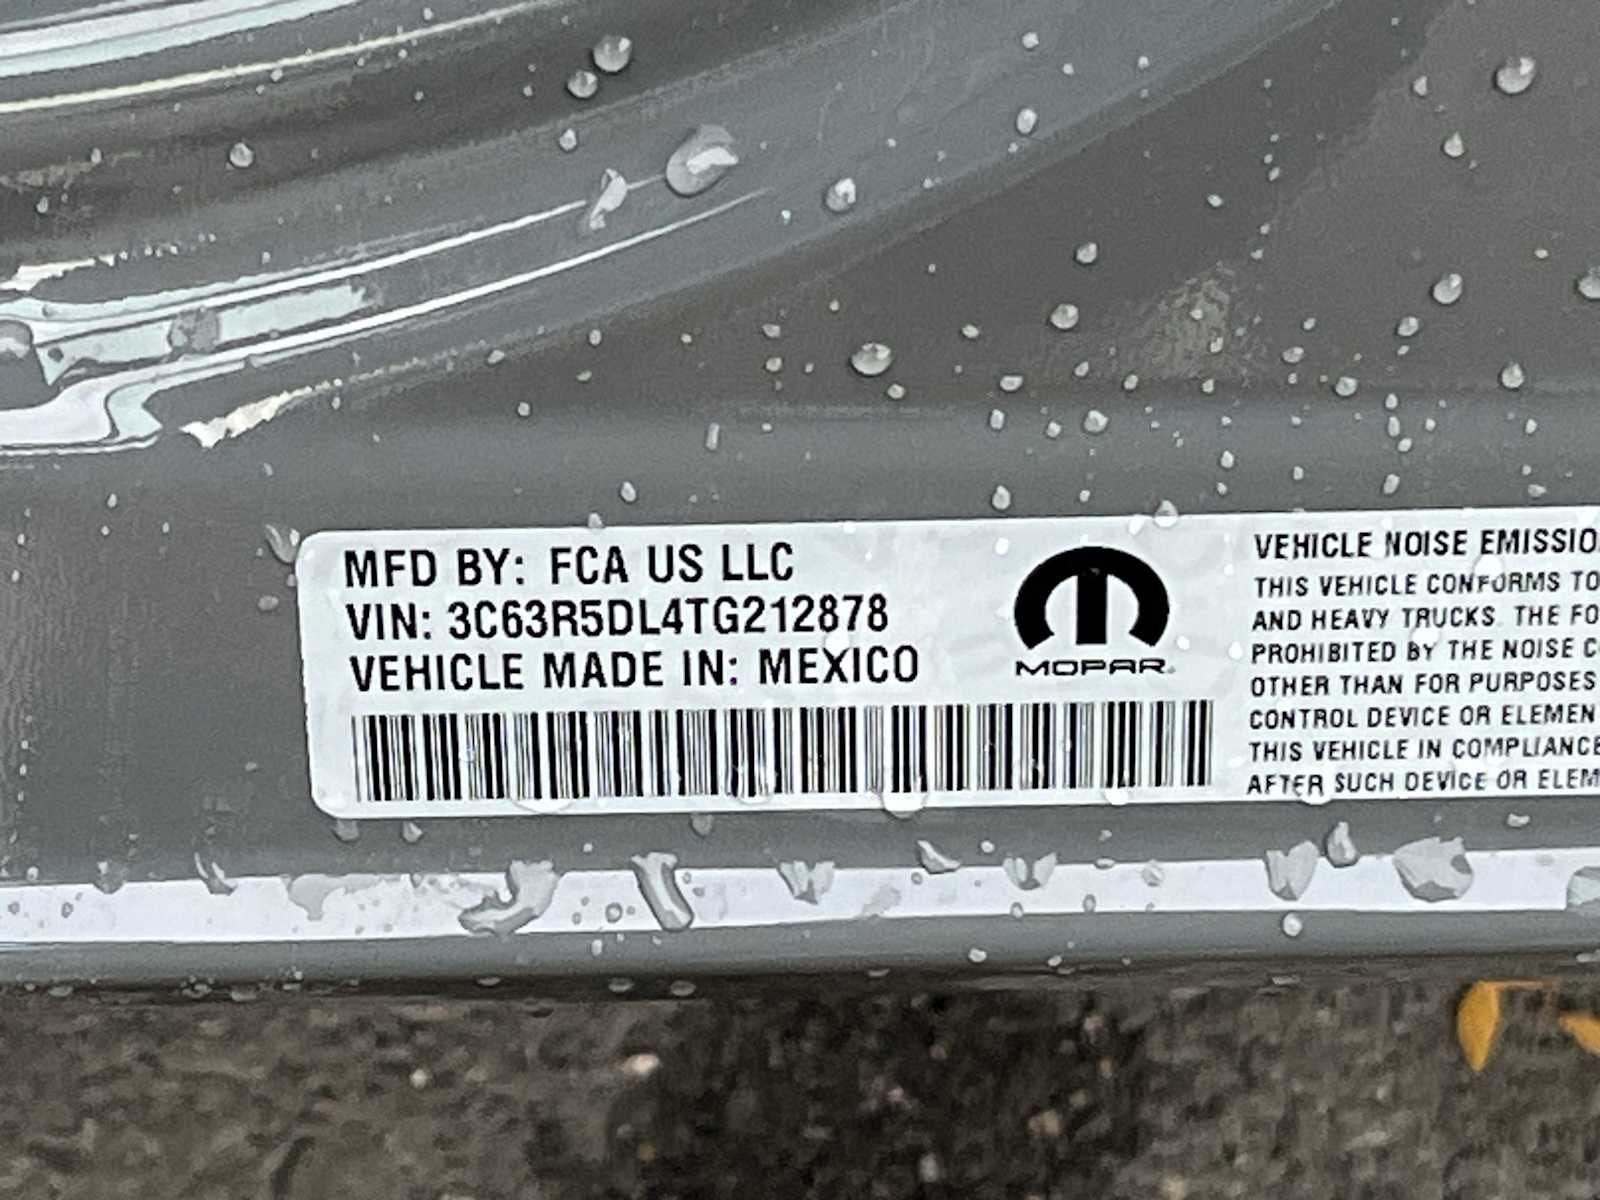 MFD BY: FCA US LLC
VIN: 3C63R5DL4TG212878
VEHICLE MADE IN: MEXICO
MOPAR®
VEHICLE NOISE EMISSIO
THIS VEHICLE CONFORMS TO
AND HEAVY TRUCKS. THE FO
PROHIBITED BY THE NOISE C
OTHER THAN FOR PURPOSES
CONTROL DEVICE OR ELEMEN
THIS VEHICLE IN COMPLIANCE
AFTER SUCH DEVICE OR ELEM